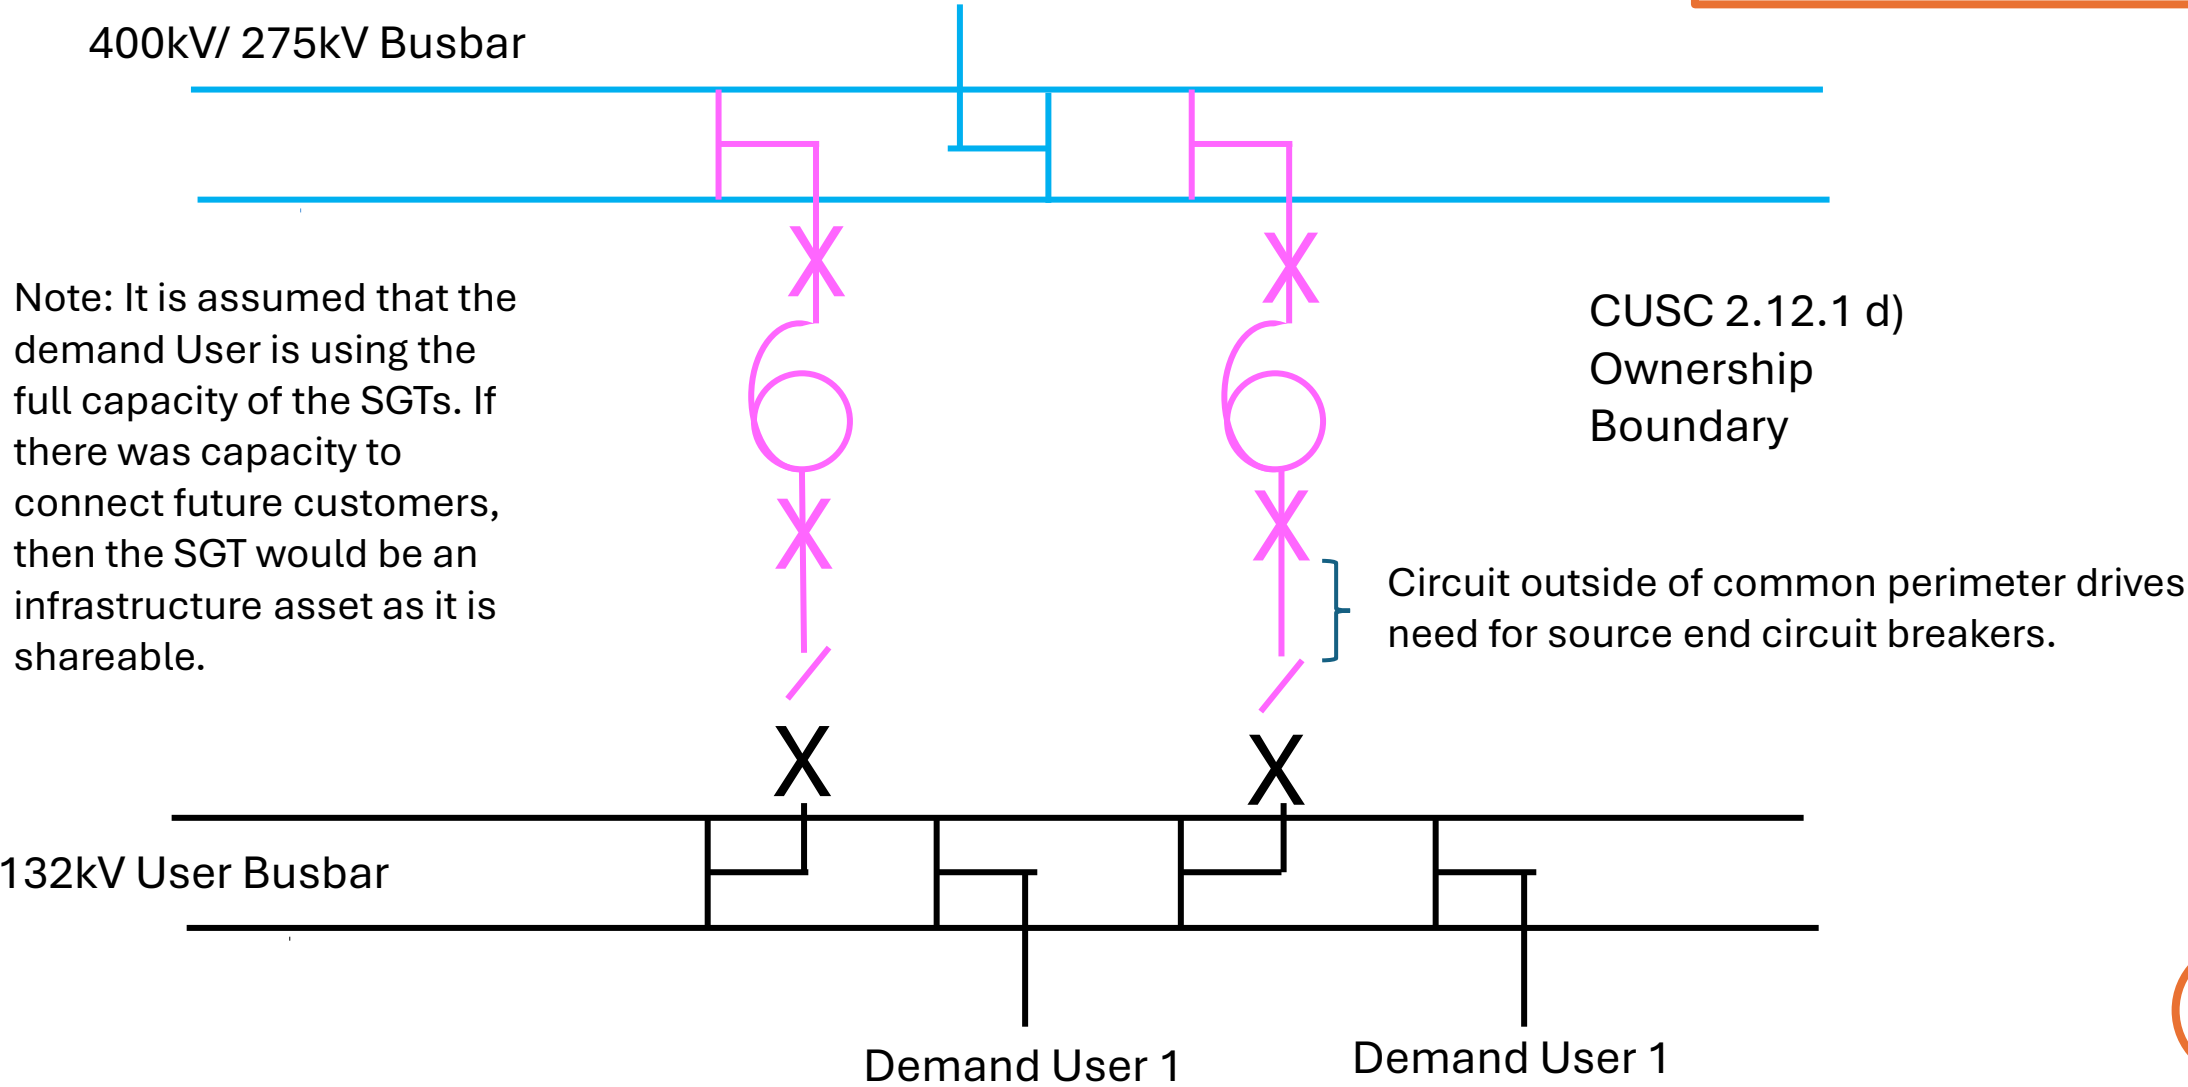 400kV/ 275kV Busbar
Note: It is assumed that the
demand User is using the
full capacity of the SGTs. If
there was capacity to
connect future customers,
then the SGT would be an
infrastructure asset as it is
shareable.
CUSC 2.12.1 d)
Ownership
Boundary
Circuit outside of common perimeter drives
need for source end circuit breakers.
X
X
X
X
X
X
132kV User Busbar
Demand User 1
Demand User 1